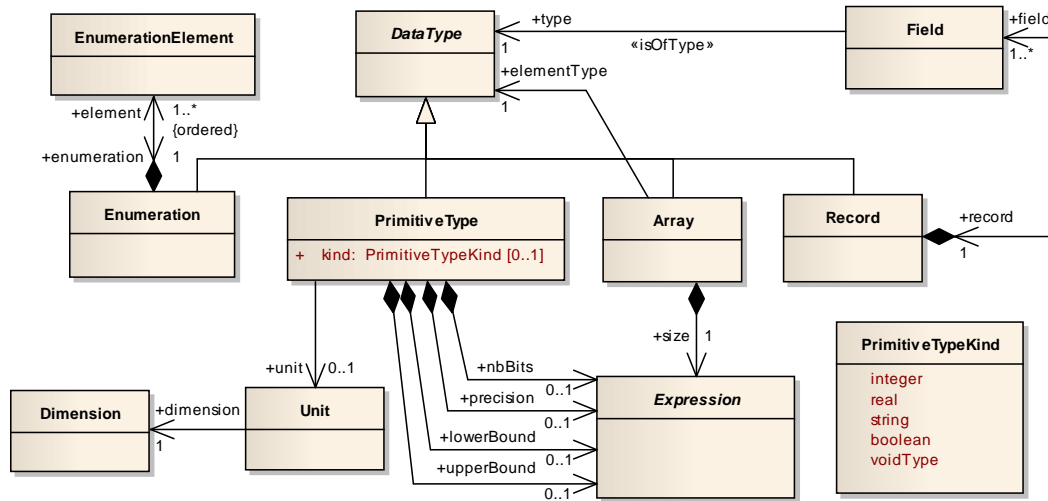 EnumerationElement
DataType
+type
1
«isOfType»
Field
+field
1..*
+elementType
1
+element
1..*
{ordered}
+enumeration
1
Enumeration
PrimitiveType
+ kind: PrimitiveTypeKind [0..1]
Array
Record
+record
1
+size
1
+unit
0..1
+nbBits
0..1
+precision
0..1
+lowerBound
0..1
+upperBound
0..1
Dimension
+dimension
1
Unit
Expression
PrimitiveTypeKind
integer
real
string
boolean
voidType